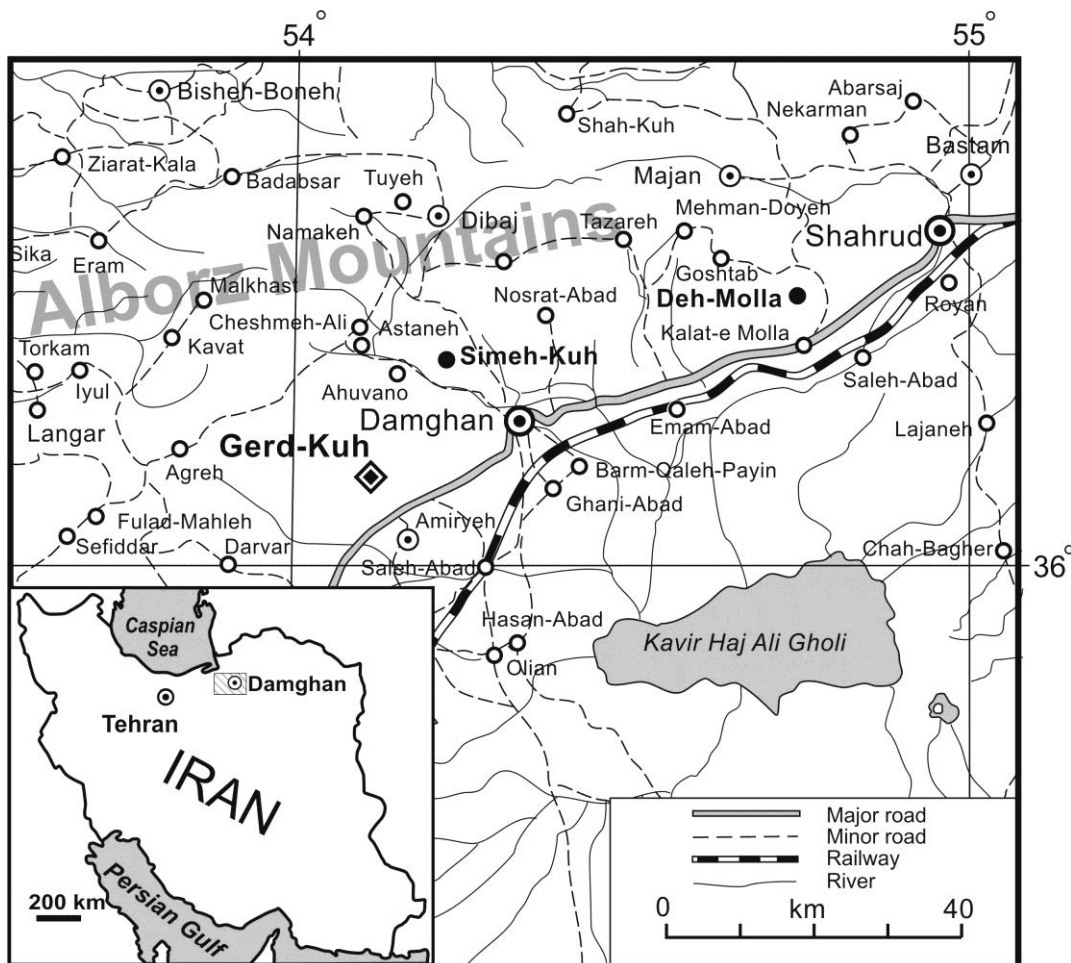 54°
55°
Bisheh-Boneh
Abarsaj
Nekarman
Shah-Kuh
Bastam
Ziarat-Kala
Badabsar
Tuyeh
Majan
Mehman-Doyeh
Namakeh
Dibaj
Tazareh
Shahrud
Sika
Eram
Alborz Mountains
Goshtab
Malkhast
Nosrat-Abad
Deh-Molla
Royan
Cheshmeh-Ali
Astaneh
Kalat-e Molla
Kavat
Torkam
Simeh-Kuh
Saleh-Abad
Iyul
Ahuvano
Langar
Damghan
Emam-Abad
Lajaneh
Gerd-Kuh
Agreh
Barm-Qaleh-Payin
Ghani-Abad
Fulad-Mahleh
Amiryeh
Sefiddar
Darvar
Saleh-Abad
Chah-Bagher
36°
Hasan-Abad
Kavir Haj Ali Gholi
Olian
Caspian
Sea
Damghan
Tehran
IRAN
Persian Gulf
200 km
Major road
Minor road
Railway
River
0 km 40